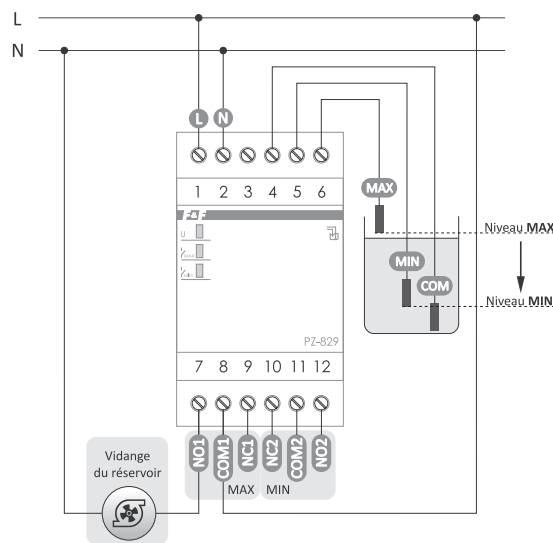 L
N
L N
1 2 3 4 5 6
MAX
Niveau MAX
F&F
U
MAX
MIN
MIN
COM
Niveau MIN
PZ-829
7 8 9 10 11 12
NO1 COM1 NC1 NC2 COM2 NO2
MAX MIN
Vidange
du réservoir